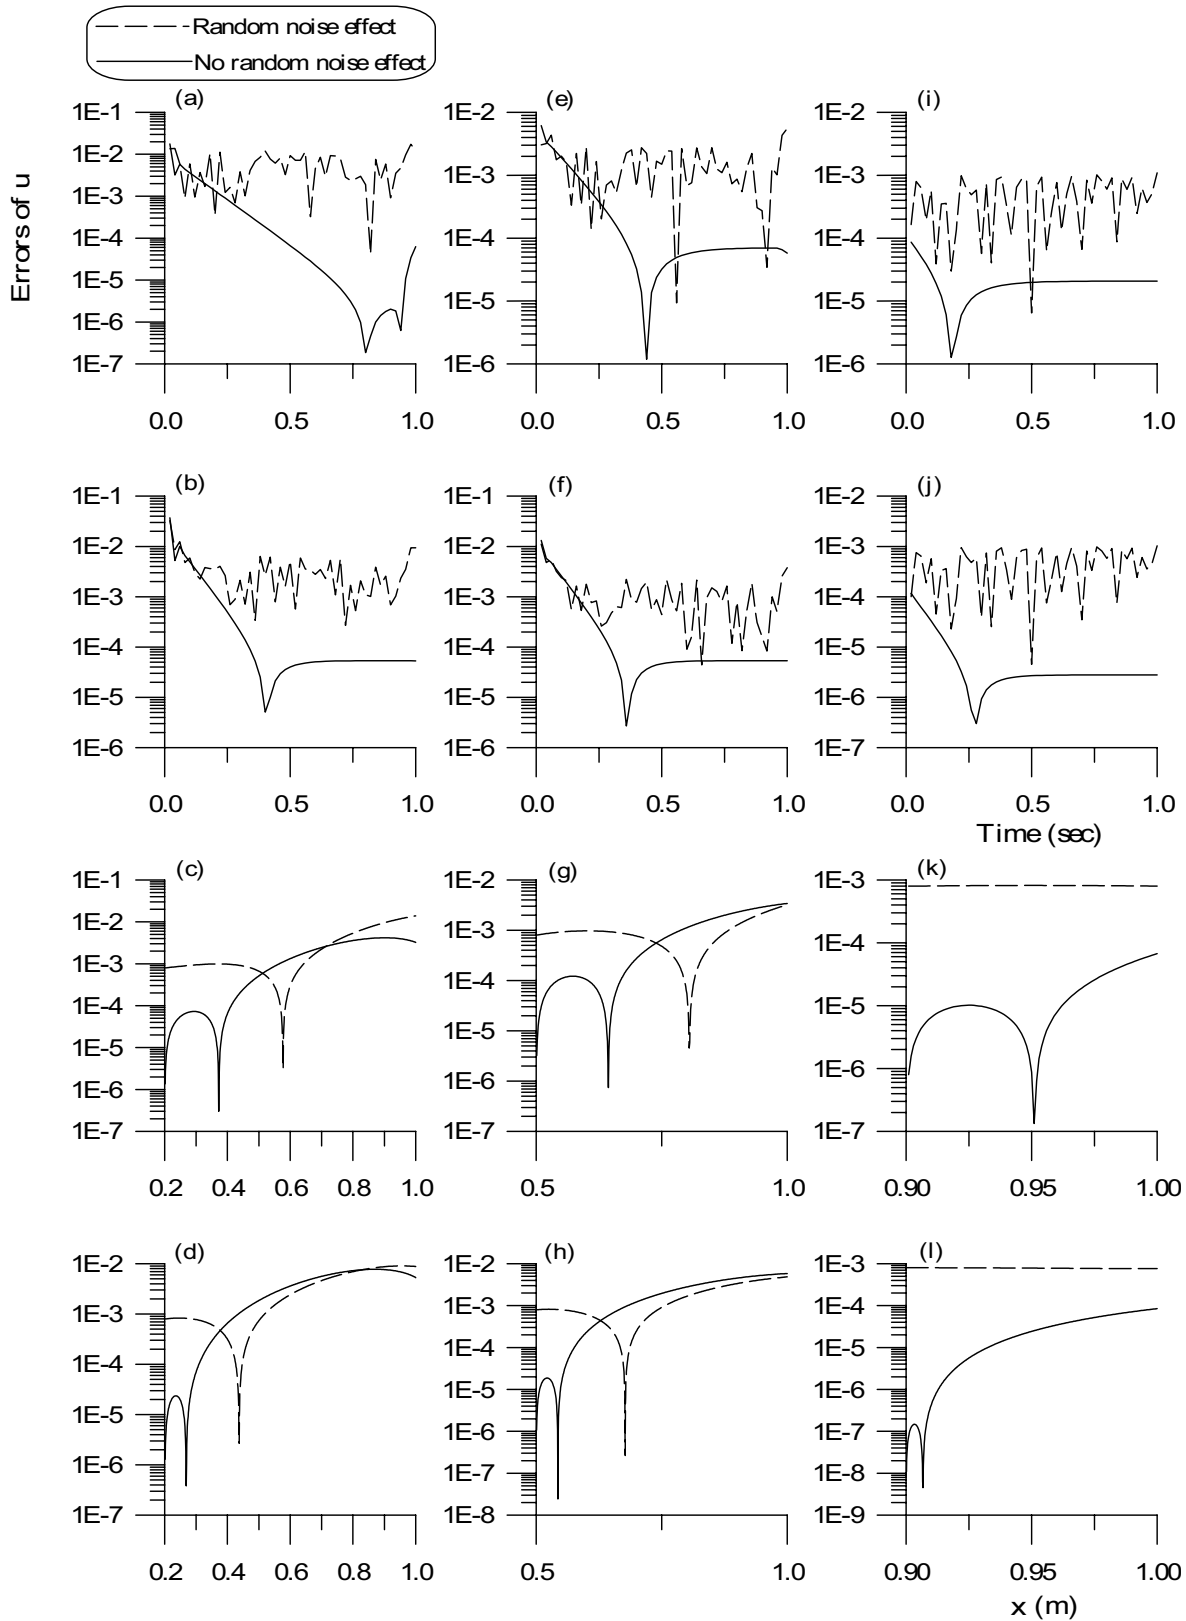 Random noise effect
No random noise effect
Errors of u
(a)
1E-1
1E-2
1E-3
1E-4
1E-5
1E-6
1E-7
0.0 0.5 1.0
(e)
1E-2
1E-3
1E-4
1E-5
1E-6
0.0 0.5 1.0
(i)
1E-2
1E-3
1E-4
1E-5
1E-6
0.0 0.5 1.0
(b)
1E-1
1E-2
1E-3
1E-4
1E-5
1E-6
0.0 0.5 1.0
(f)
1E-1
1E-2
1E-3
1E-4
1E-5
1E-6
0.0 0.5 1.0
(j)
1E-2
1E-3
1E-4
1E-5
1E-6
1E-7
0.0 0.5 1.0
Time (sec)
(c)
1E-1
1E-2
1E-3
1E-4
1E-5
1E-6
1E-7
0.2 0.4 0.6 0.8 1.0
(g)
1E-2
1E-3
1E-4
1E-5
1E-6
1E-7
0.5 1.0
(k)
1E-3
1E-4
1E-5
1E-6
1E-7
0.90 0.95 1.00
(d)
1E-2
1E-3
1E-4
1E-5
1E-6
1E-7
0.2 0.4 0.6 0.8 1.0
(h)
1E-2
1E-3
1E-4
1E-5
1E-6
1E-7
1E-8
0.5 1.0
(l)
1E-3
1E-4
1E-5
1E-6
1E-7
1E-8
1E-9
0.90 0.95 1.00
x (m)